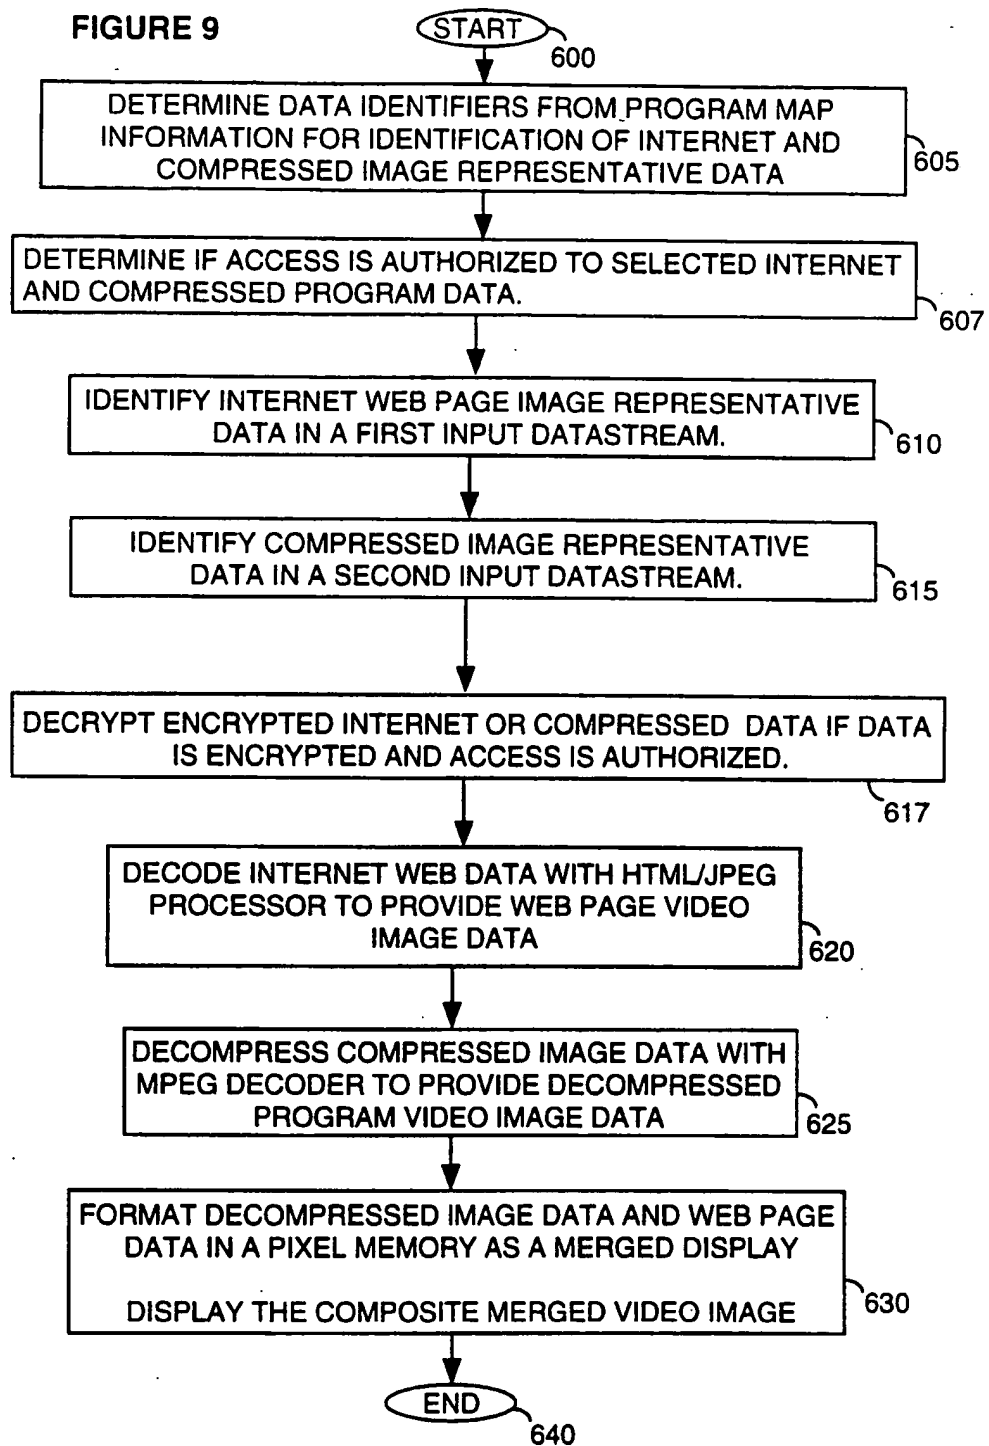 FIGURE 9
START
600
DETERMINE DATA IDENTIFIERS FROM PROGRAM MAP
INFORMATION FOR IDENTIFICATION OF INTERNET AND
COMPRESSED IMAGE REPRESENTATIVE DATA
605
DETERMINE IF ACCESS IS AUTHORIZED TO SELECTED INTERNET
AND COMPRESSED PROGRAM DATA.
607
IDENTIFY INTERNET WEB PAGE IMAGE REPRESENTATIVE
DATA IN A FIRST INPUT DATASTREAM.
610
IDENTIFY COMPRESSED IMAGE REPRESENTATIVE
DATA IN A SECOND INPUT DATASTREAM.
615
DECRYPT ENCRYPTED INTERNET OR COMPRESSED DATA IF DATA
IS ENCRYPTED AND ACCESS IS AUTHORIZED.
617
DECODE INTERNET WEB DATA WITH HTML/JPEG
PROCESSOR TO PROVIDE WEB PAGE VIDEO
IMAGE DATA
620
DECOMPRESS COMPRESSED IMAGE DATA WITH
MPEG DECODER TO PROVIDE DECOMPRESSED
PROGRAM VIDEO IMAGE DATA
625
FORMAT DECOMPRESSED IMAGE DATA AND WEB PAGE
DATA IN A PIXEL MEMORY AS A MERGED DISPLAY
DISPLAY THE COMPOSITE MERGED VIDEO IMAGE
630
END
640